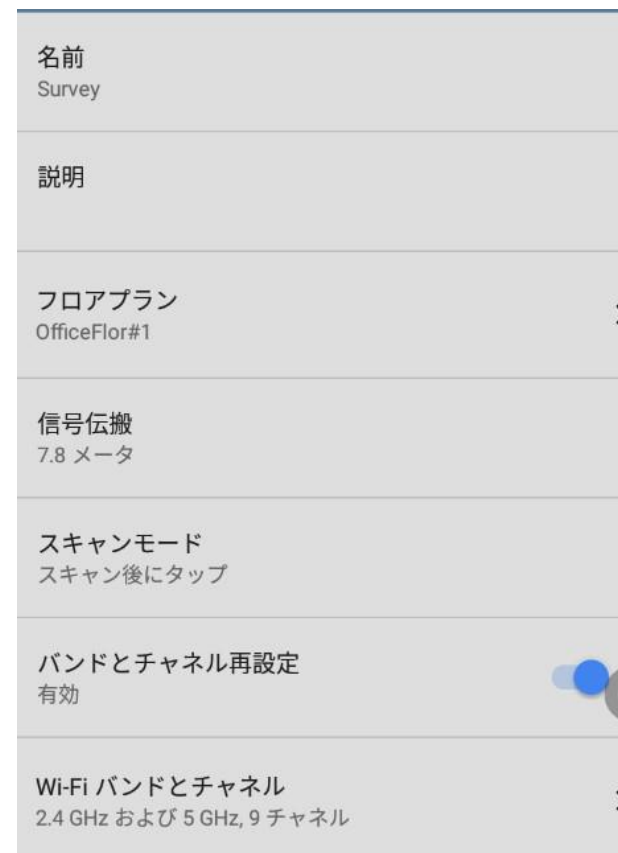 名前
Survey
説明
フロアプラン
OfficeFlor#1
信号伝搬
7.8 メータ
スキャンモード
スキャン後にタップ
バンドとチャネル再設定
有効
Wi-Fi バンドとチャネル
2.4 GHz および 5 GHz, 9 チャネル